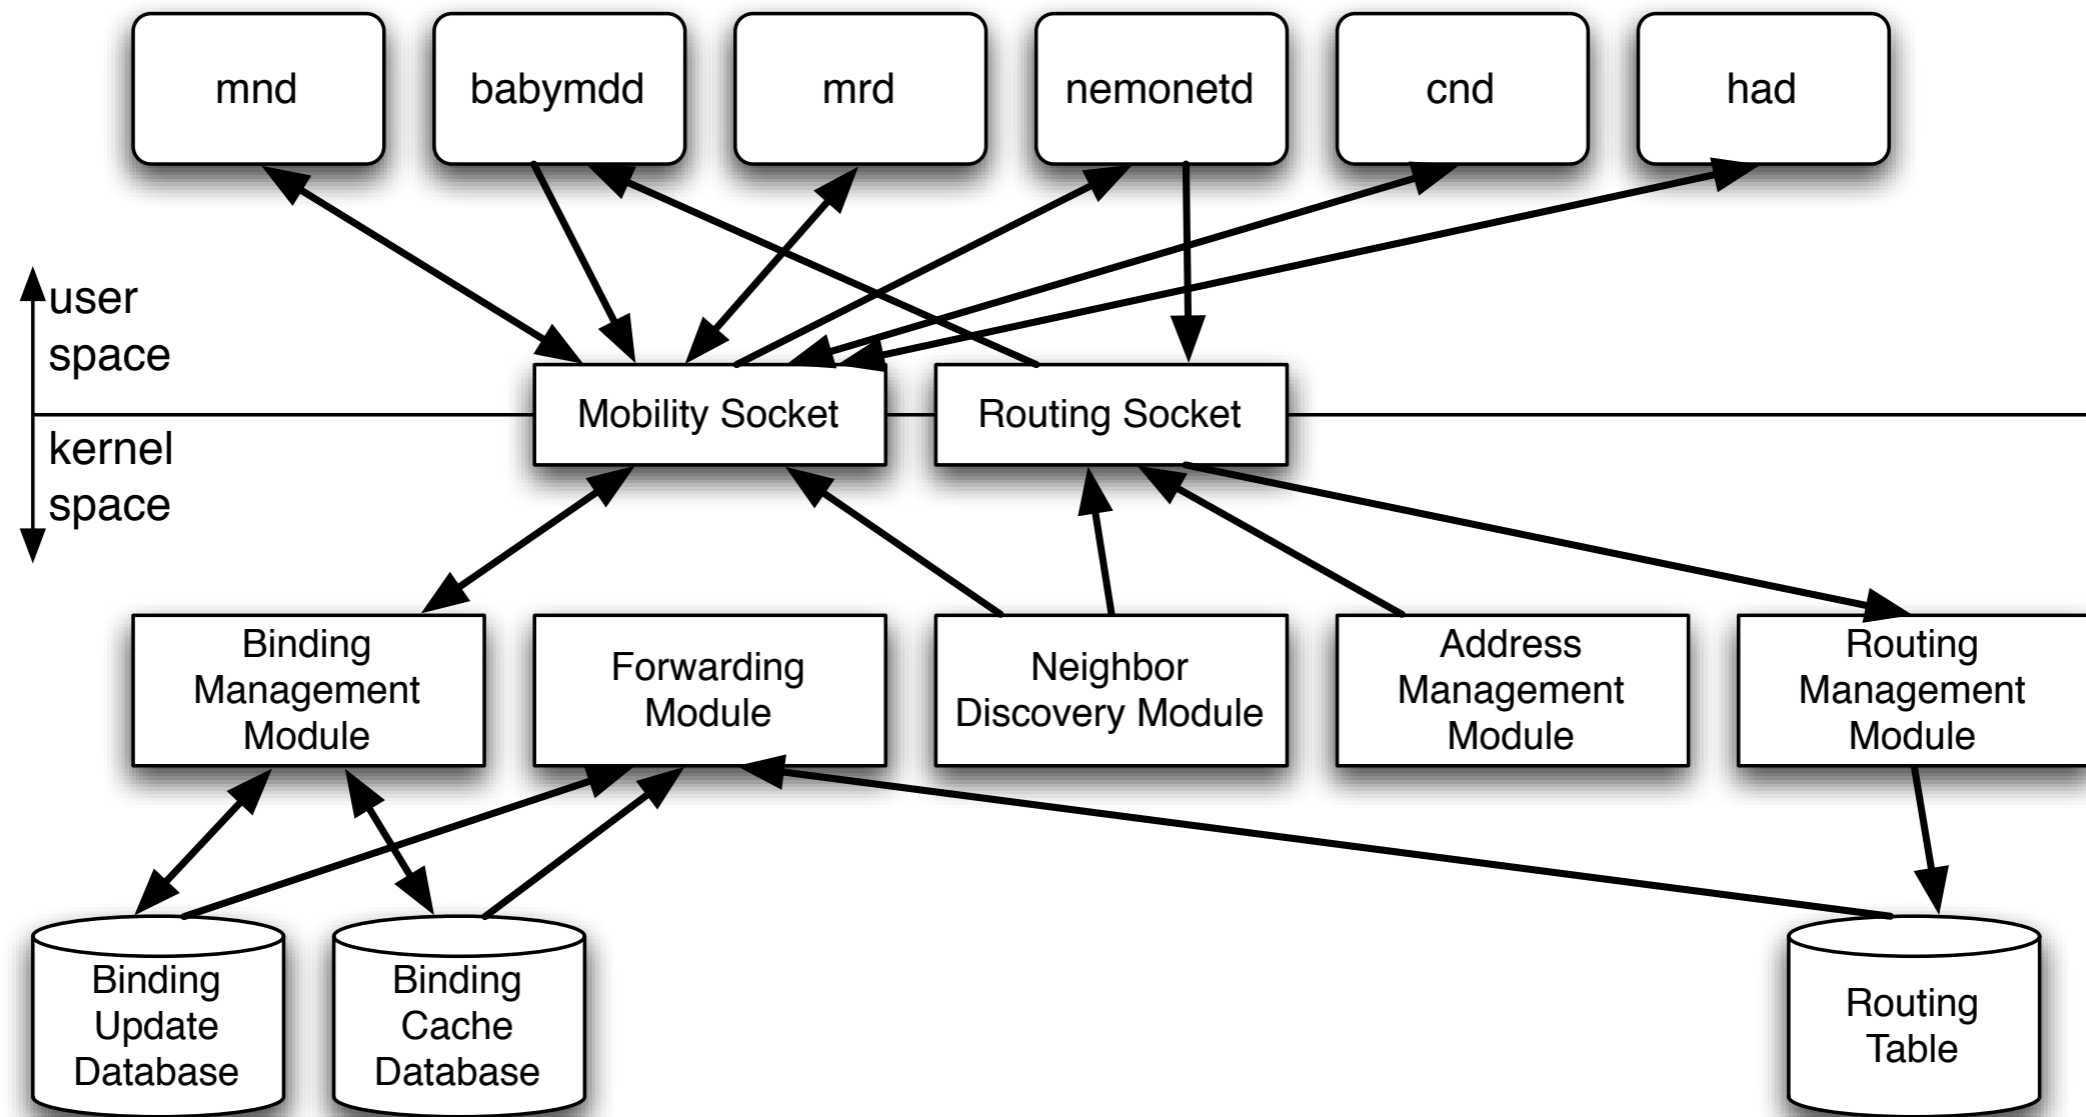 mnd
babymdd
mrd
nemonetd
cnd
had
user
space
Mobility Socket
Routing Socket
kernel
space
Binding
Management
Module
Forwarding
Module
Neighbor
Discovery Module
Address
Management
Module
Routing
Management
Module
Binding
Update
Database
Binding
Cache
Database
Routing
Table